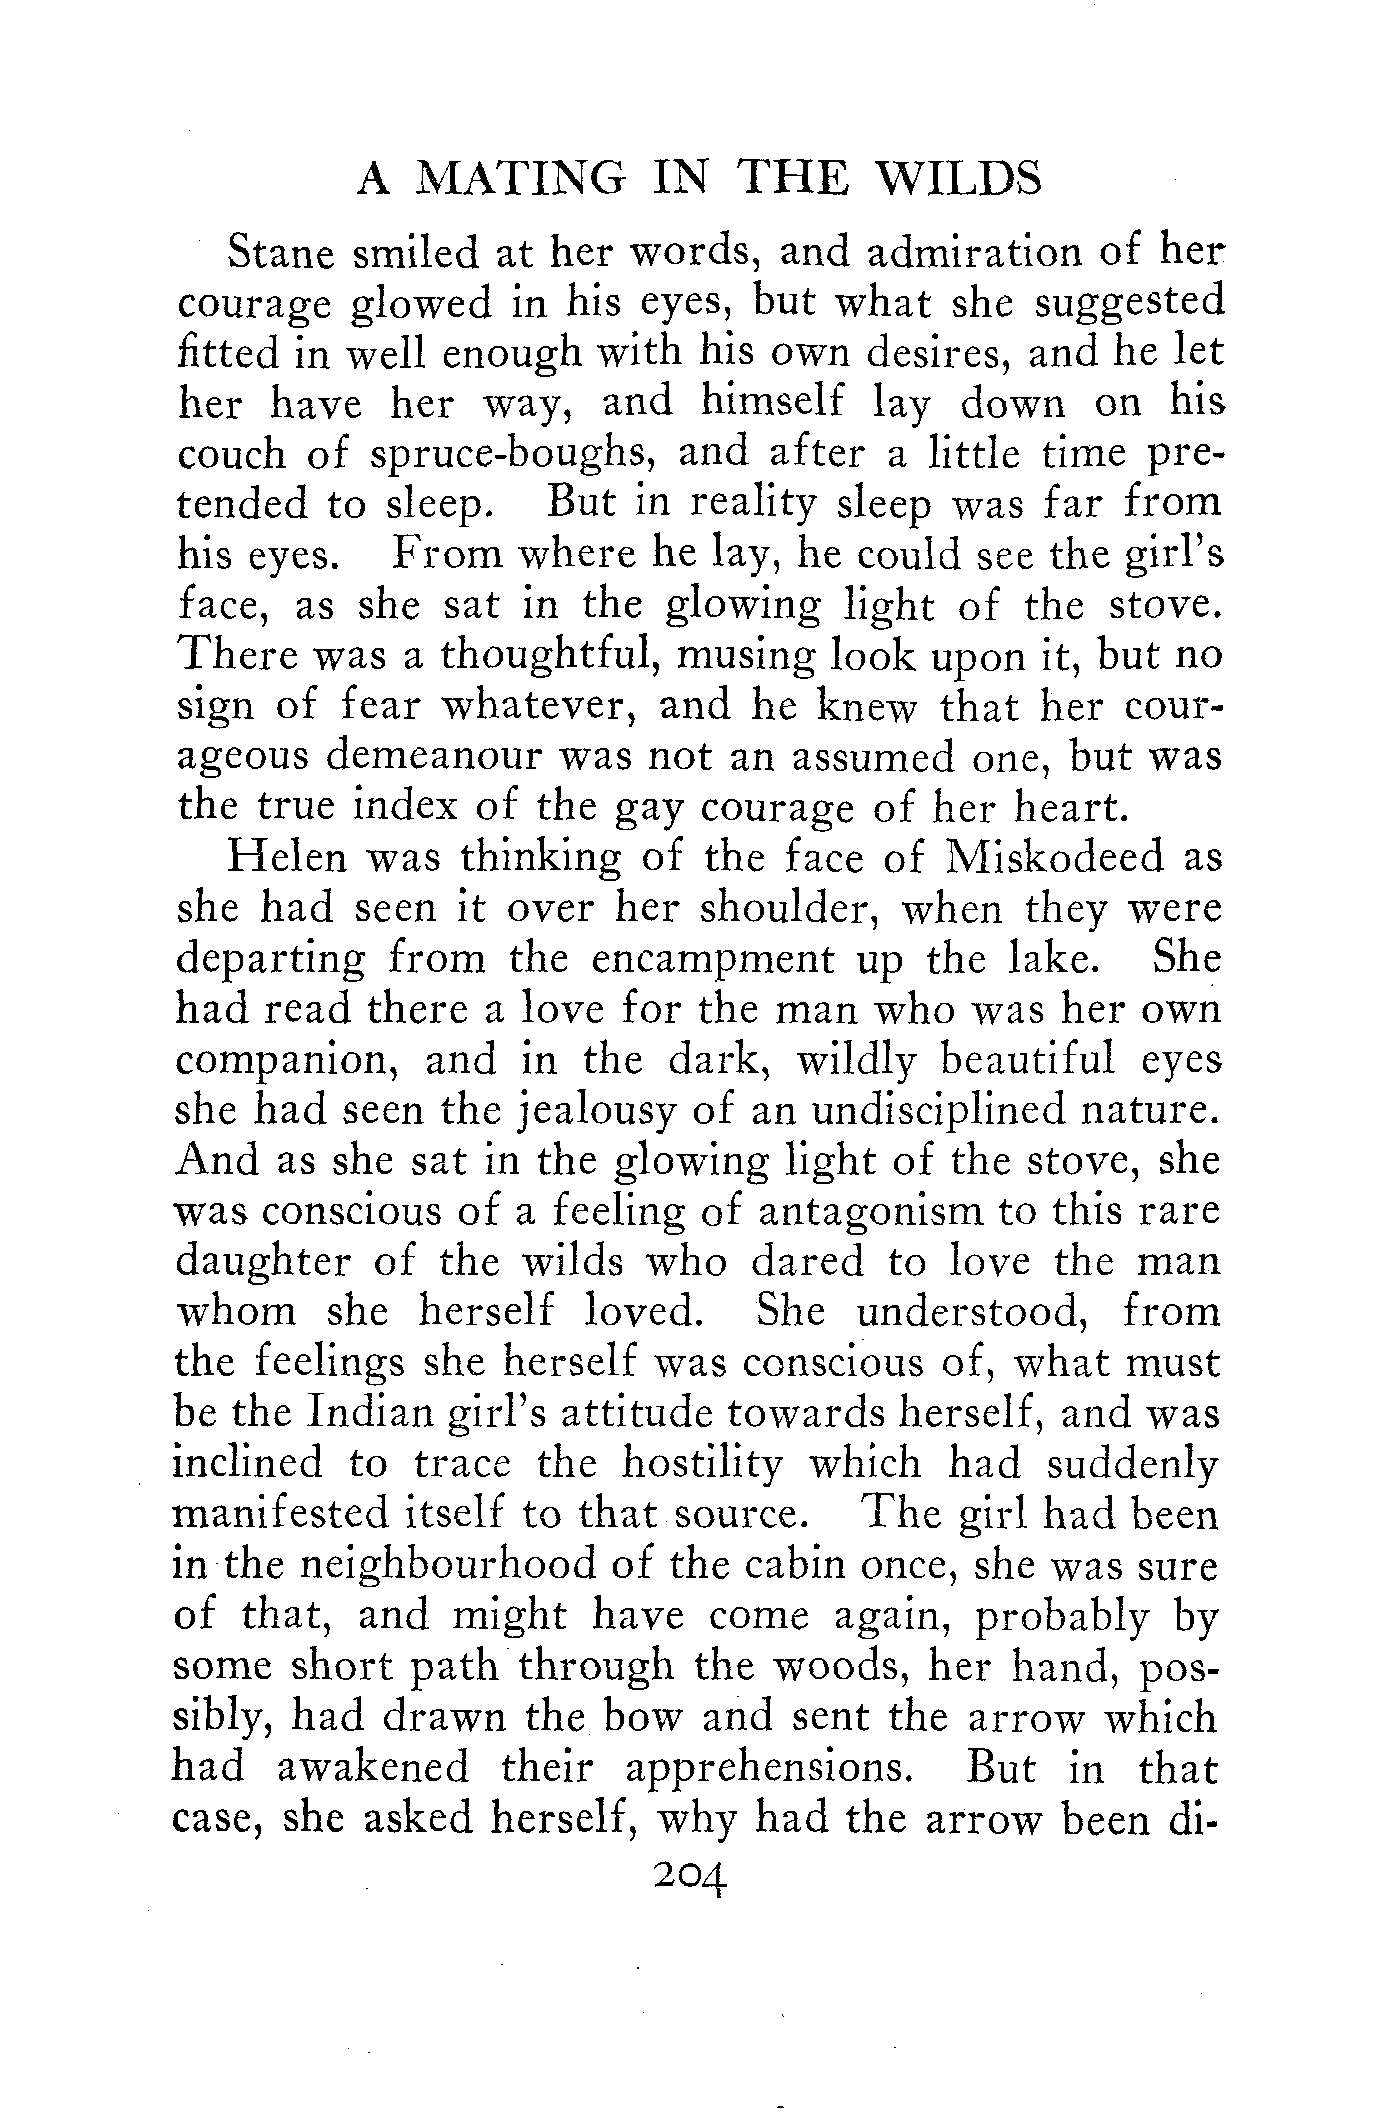 A MATING IN THE WILDS
Stane smiled at her words, and admiration of her
courage glowed in his eyes, but what she suggested
fitted in well enough with his own desires, and he let
her have her way, and himself lay down on his
couch of spruce-boughs, and after a little time pre-
tended to sleep. But in reality sleep was far from
his eyes. From where he lay, he could see the girl's
face, as she sat in the glowing light of the stove.
There was a thoughtful, musing look upon it, but no
sign of fear whatever, and he knew that her cour-
ageous demeanour was not an assumed one, but was
the true index of the gay courage of her heart.
Helen was thinking of the face of Miskodeed as
she had seen it over her shoulder, when they were
departing from the encampment up the lake. She
had read there a love for the man who was her own
companion, and in the dark, wildly beautiful eyes
she had seen the jealousy of an undisciplined nature.
And as she sat in the glowing light of the stove, she
was conscious of a feeling of antagonism to this rare
daughter of the wilds who dared to love the man
whom she herself loved. She understood, from
the feelings she herself was conscious of, what must
be the Indian girl's attitude towards herself, and was
inclined to trace the hostility which had suddenly
manifested itself to that source. The girl had been
in the neighbourhood of the cabin once, she was sure
of that, and might have come again, probably by
some short path through the woods, her hand, pos-
sibly, had drawn the bow and sent the arrow which
had awakened their apprehensions. But in that
case, she asked herself, why had the arrow been di-
204